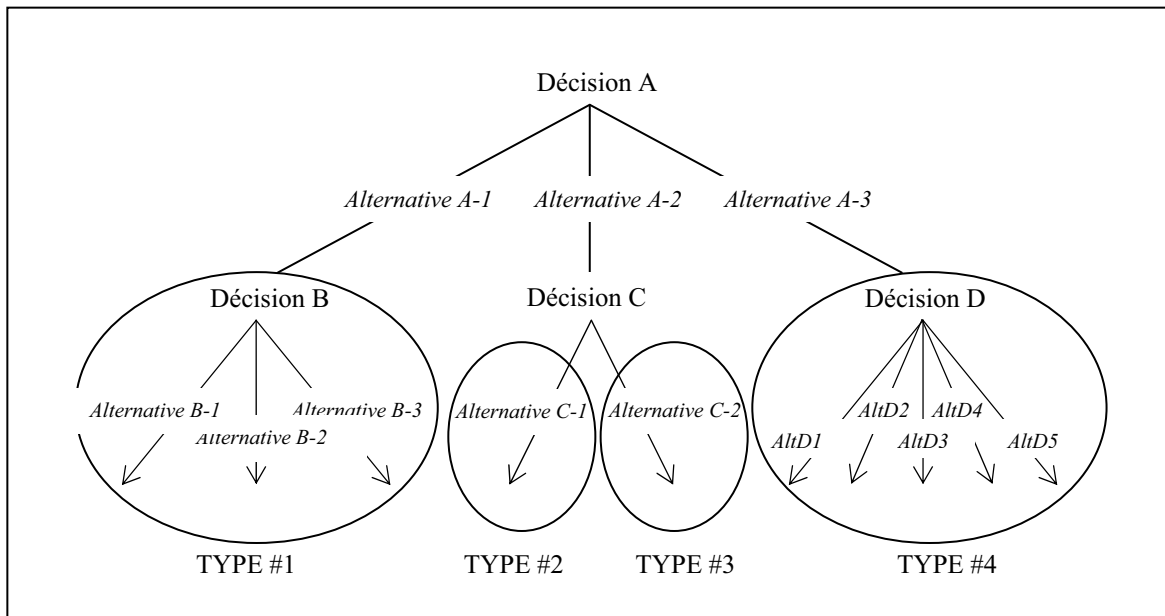 Décision A
Alternative A-1 Alternative A-2 Alternative A-3
Décision B Décision C Décision D
Alternative B-1 Alternative B-3 Alternative C-1 Alternative C-2 AltD2 AltD4
Alternative B-2 AltD1 AltD3 AltD5
TYPE #1 TYPE #2 TYPE #3 TYPE #4